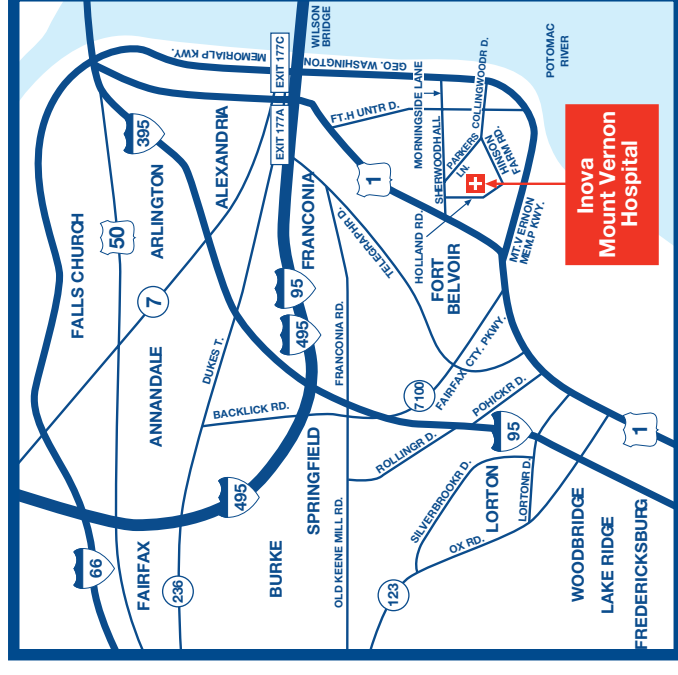 WILSON
BRIDGE
POTOMAC
RIVER
MEMORIALP KWY.
GEO. WASHINGTON
EXIT 177C
EXIT 177A
395
ALEXANDRIA
FT.H UNTR D.
MORNINGSIDE LANE
COLLINGWOODR D.
SHERWOODHALL
PARKERS
LN.
HINSON
FARM RD.
1
FALLS CHURCH
50
ARLINGTON
FRANCONIA
TELEGRAPHR D.
HOLLAND RD.
MT.V ERNON
MEM.P KWY.
Inova
Mount Vernon
Hospital
7
95
495
FORT
BELVOIR
ANNANDALE
DUKES T.
FRANCONIA RD.
FAIRFAX CTY. PKWY.
7100
BACKLICK RD.
POHICKR D.
ROLLINGR D.
95
1
495
SPRINGFIELD
SILVERBROOKR D.
LORTON
LORTONR D.
66
FAIRFAX
236
BURKE
OLD KEENE MILL RD.
OX RD.
123
WOODBRIDGE
LAKE RIDGE
FREDERICKSBURG